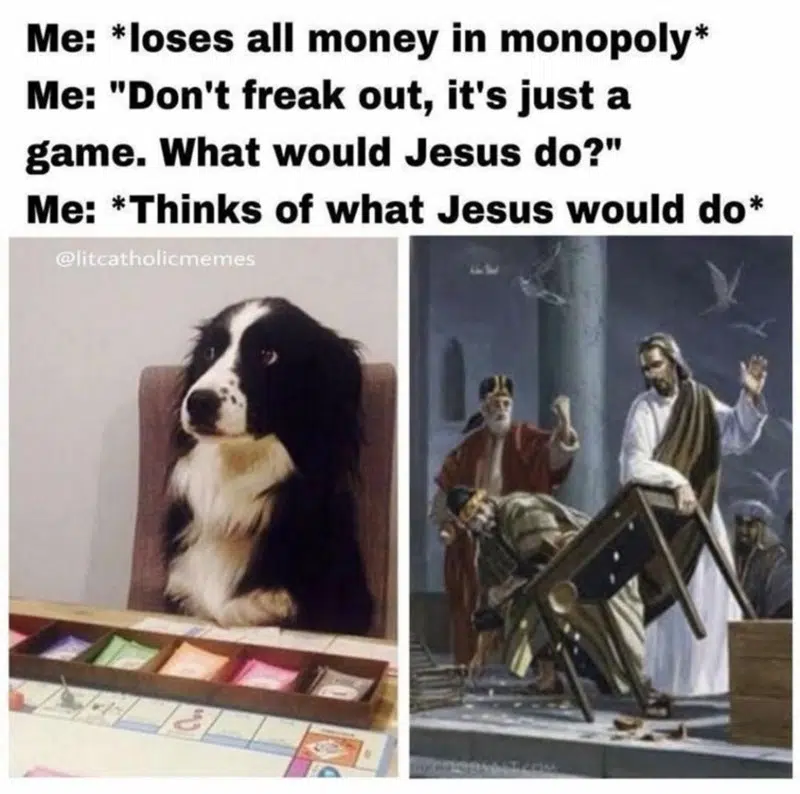 Me: *loses all money in monopoly*
Me: "Don't freak out, it's just a
game. What would Jesus do?"
Me: *Thinks of what Jesus would do*
@litcatholicmemes